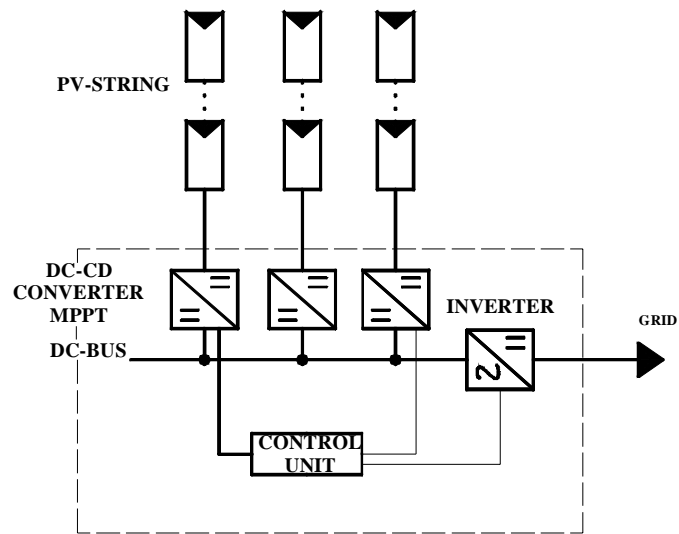 PV-STRING
DC-CD
CONVERTER
MPPT
INVERTER
GRID
DC-BUS
CONTROL
UNIT